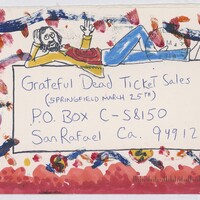 Grateful Dead Ticket Sales
(SPRINGFIELD MARCH 25TH)
P.O. BOX C-S8150
San Rafael Ca. 94912